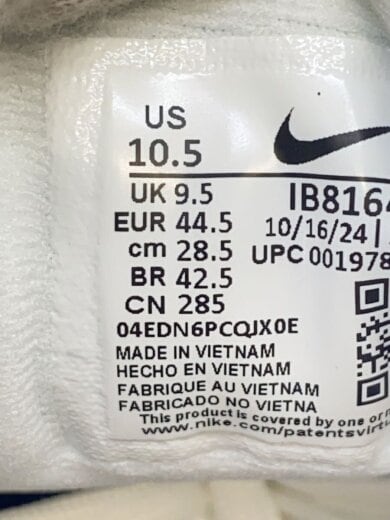 US
10.5
UK 9.5
EUR 44.5
cm 28.5
BR 42.5
CN 285
IB8164
10/16/24 |
UPC 001978
04EDN6PCQJX0E
MADE IN VIETNAM
HECHO EN VIETNAM
FABRIQUE AU VIETNAM
FABRICADO NO VIETNA
This product is covered by one or
www.nike.com/patentsvirtu